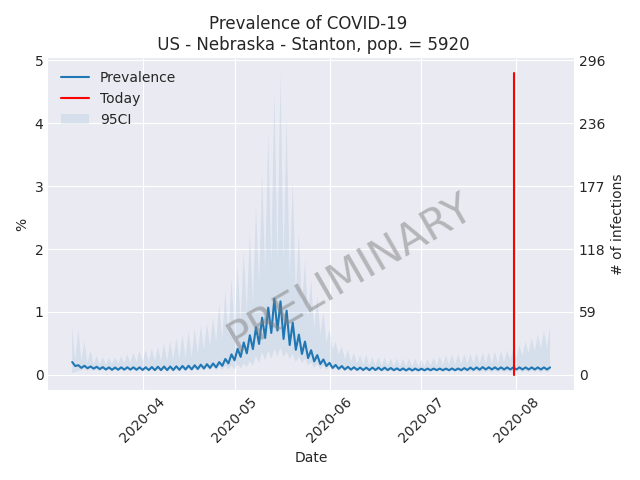 Prevalence of COVID-19
US - Nebraska - Stanton, pop. = 5920
Prevalence
Today
95CI
PRELIMINARY
%
5
4
3
2
1
0
296
236
177
118
59
0
# of infections
2020-04
2020-05
2020-06
2020-07
2020-08
Date